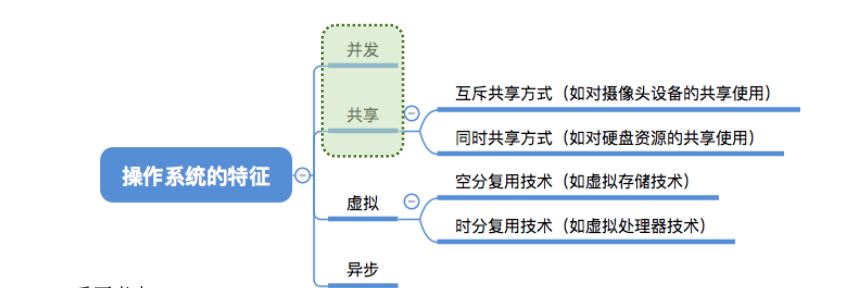 操作系统的特征
并发
共享
互斥共享方式（如对摄像头设备的共享使用）
同时共享方式（如对硬盘资源的共享使用）
虚拟
空分复用技术（如虚拟存储技术）
时分复用技术（如虚拟处理器技术）
异步